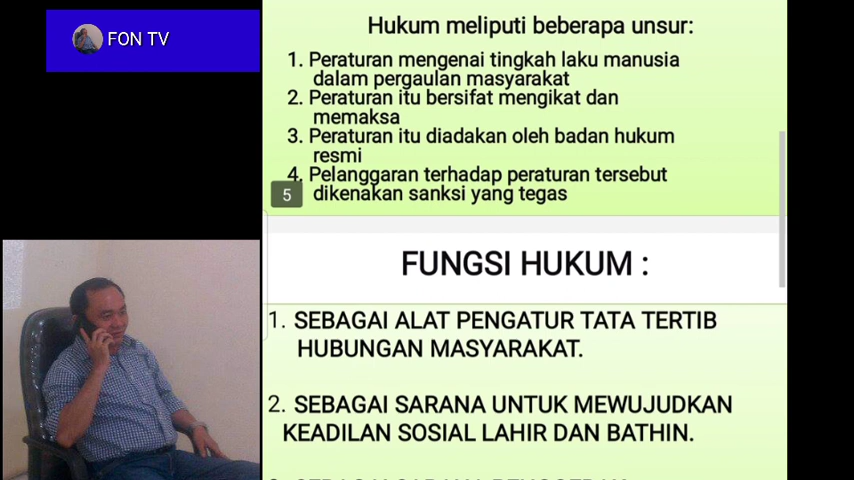 FON TV
Hukum meliputi beberapa unsur:
1. Peraturan mengenai tingkah laku manusia
dalam pergaulan masyarakat
2. Peraturan itu bersifat mengikat dan
memaksa
3. Peraturan itu diadakan oleh badan hukum
resmi
4. Pelanggaran terhadap peraturan tersebut
dikenakan sanksi yang tegas
5
FUNGSI HUKUM :
1. SEBAGAI ALAT PENGATUR TATA TERTIB
HUBUNGAN MASYARAKAT.
2. SEBAGAI SARANA UNTUK MEWUJUDKAN
KEADILAN SOSIAL LAHIR DAN BATHIN.